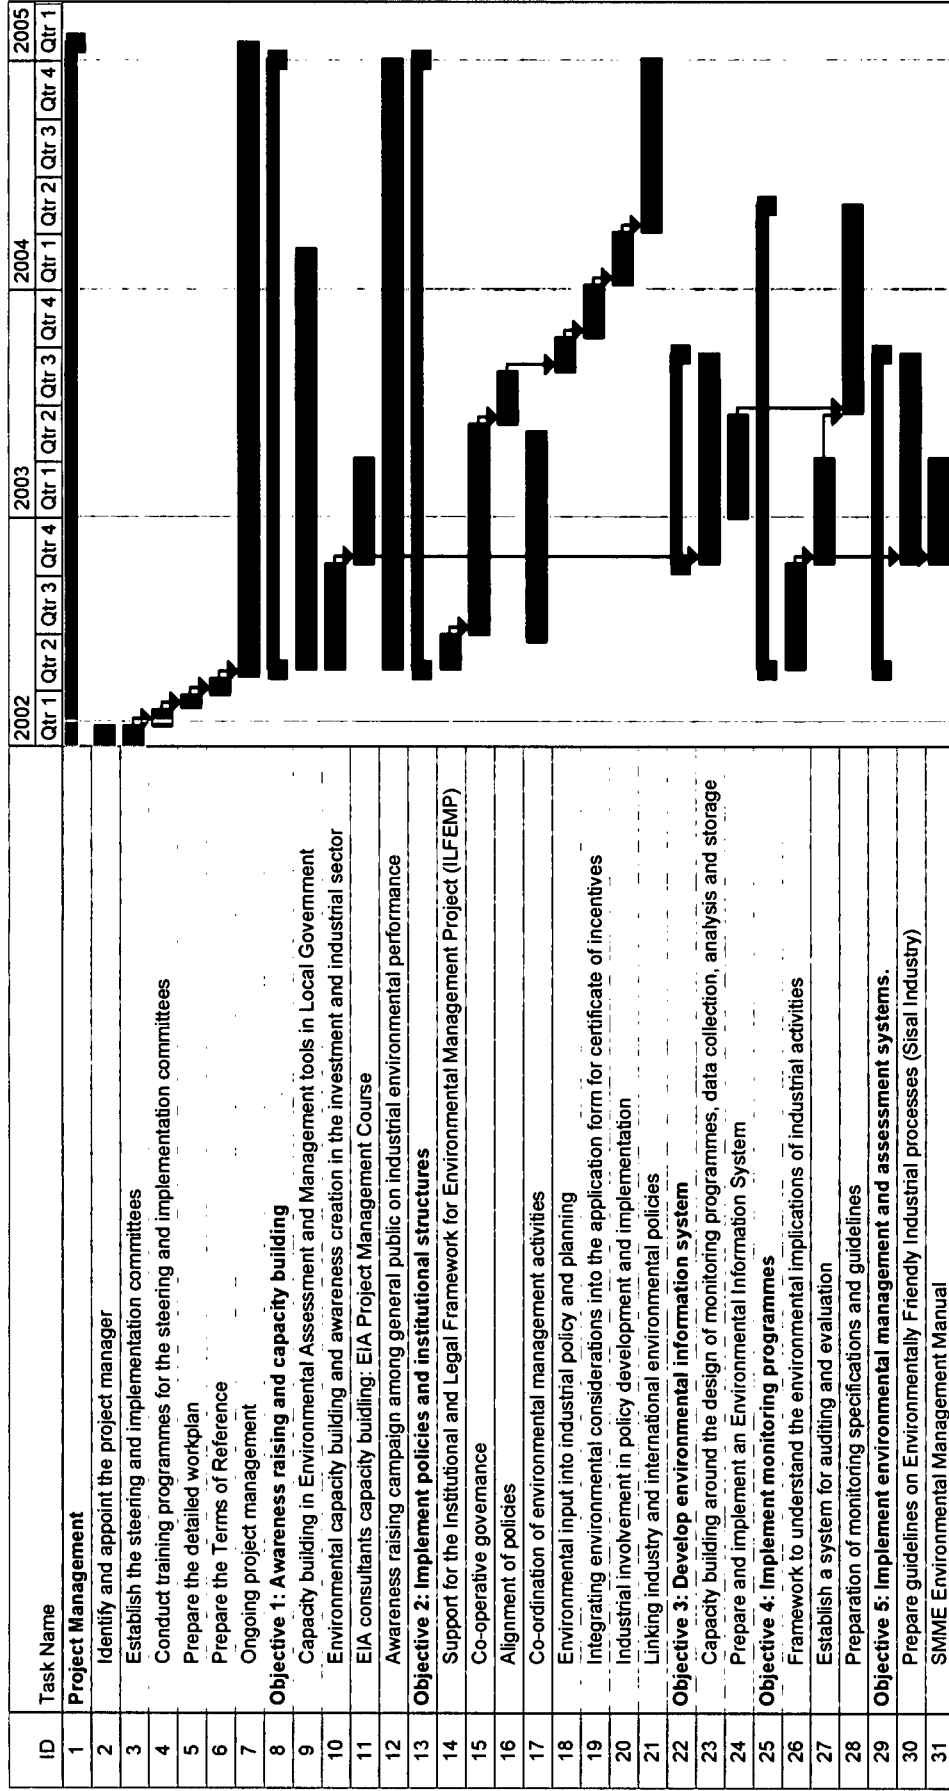 ID Task Name 2002 2003 2004 2005
Qtr 1 Qtr 2 Qtr 3 Qtr 4 Qtr 1 Qtr 2 Qtr 3 Qtr 4 Qtr 1 Qtr 2 Qtr 3 Qtr 4 Qtr 1
1 Project Management
2 Identify and appoint the project manager
3 Establish the steering and implementation committees
4 Conduct training programmes for the steering and implementation committees
5 Prepare the detailed workplan
6 Prepare the Terms of Reference
7 Ongoing project management
8 Objective 1: Awareness raising and capacity building
9 Capacity building in Environmental Assessment and Management tools in Local Government
10 Environmental capacity building and awareness creation in the investment and industrial sector
11 EIA consultants capacity buidling: EIA Project Management Course
12 Awareness raising campaign among general public on industrial environmental performance
13 Objective 2: Implement policies and institutional structures
14 Support for the Institutional and Legal Framework for Environmental Management Project (ILFEMP)
15 Co-operative governance
16 Alignment of policies
17 Co-ordination of environmental management activities
18 Environmental input into industrial policy and planning
19 Integrating environmental considerations into the application form for certificate of incentives
20 Industrial involvement in policy development and implementation
21 Linking industry and international environmental policies
22 Objective 3: Develop environmental information system
23 Capacity building around the design of monitoring programmes, data collection, analysis and storage
24 Prepare and implement an Environmental Information System
25 Objective 4: Implement monitoring programmes
26 Framework to understand the environmental implications of industrial activities
27 Establish a system for auditing and evaluation
28 Preparation of monitoring specifications and guidelines
29 Objective 5: Implement environmental management and assessment systems.
30 Prepare guidelines on Environmentally Friendly Industrial processes (Sisal Industry)
31 SMME Environmental Management Manual